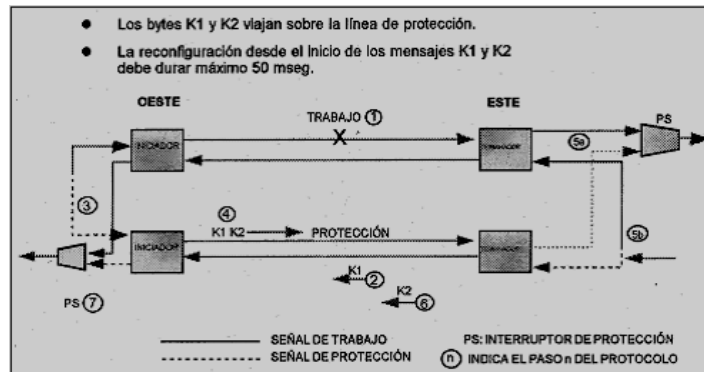 ● Los bytes K1 y K2 viajan sobre la línea de protección.
● La reconfiguración desde el Inicio de los mensajes K1 y K2
debe durar máximo 50 mseg.
OESTE
ESTE
TRABAJO 1
PS
X
INICIADOR
5a
3
4
K1 K2
PROTECCIÓN
INICIADOR
5b
K1
2
PS 7
K2
6
SEÑAL DE TRABAJO
PS: INTERRUPTOR DE PROTECCIÓN
SEÑAL DE PROTECCIÓN
n INDICA EL PASO n DEL PROTOCOLO